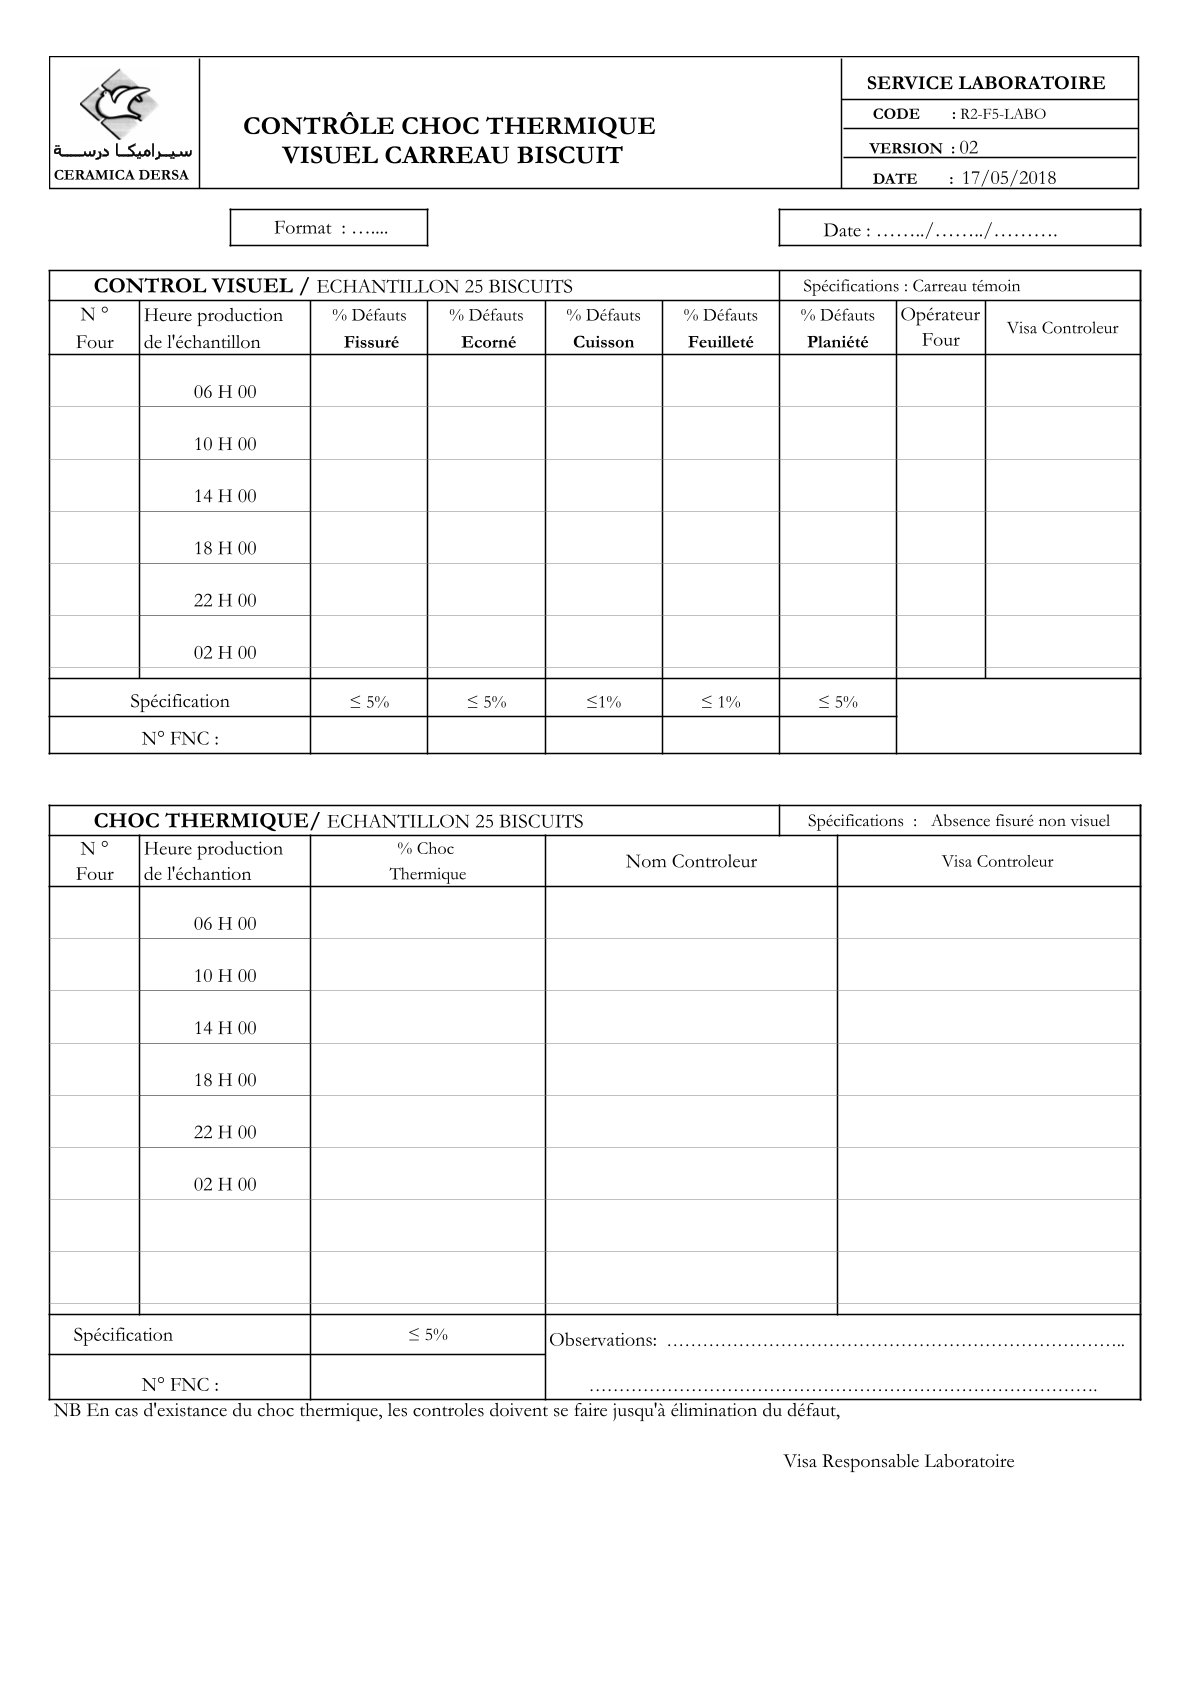 سيراميكا درسة
CERAMICA DERSA
CONTRÔLE CHOC THERMIQUE
VISUEL CARREAU BISCUIT
SERVICE LABORATOIRE
CODE : R2-F5-LABO
VERSION : 02
DATE : 17/05/2018
Format : …....
Date : ……../……../……….
CONTROL VISUEL / ECHANTILLON 25 BISCUITS
Spécifications : Carreau témoin
N ° Four
Heure production
de l'échantillon
% Défauts
Fissuré
% Défauts
Ecorné
% Défauts
Cuisson
% Défauts
Feuilleté
% Défauts
Planiété
Opérateur
Four
Visa Controleur
06 H 00
10 H 00
14 H 00
18 H 00
22 H 00
02 H 00
Spécification ≤ 5% ≤ 5% ≤1% ≤ 1% ≤ 5%
N° FNC :
CHOC THERMIQUE/ ECHANTILLON 25 BISCUITS
Spécifications : Absence fisuré non visuel
N ° Four
Heure production
de l'échantion
% Choc
Thermique
Nom Controleur
Visa Controleur
06 H 00
10 H 00
14 H 00
18 H 00
22 H 00
02 H 00
Spécification ≤ 5%
Observations: …………………………………………………………………..
N° FNC :
………………………………………………………………………….
NB En cas d'existance du choc thermique, les controles doivent se faire jusqu'à élimination du défaut,
Visa Responsable Laboratoire